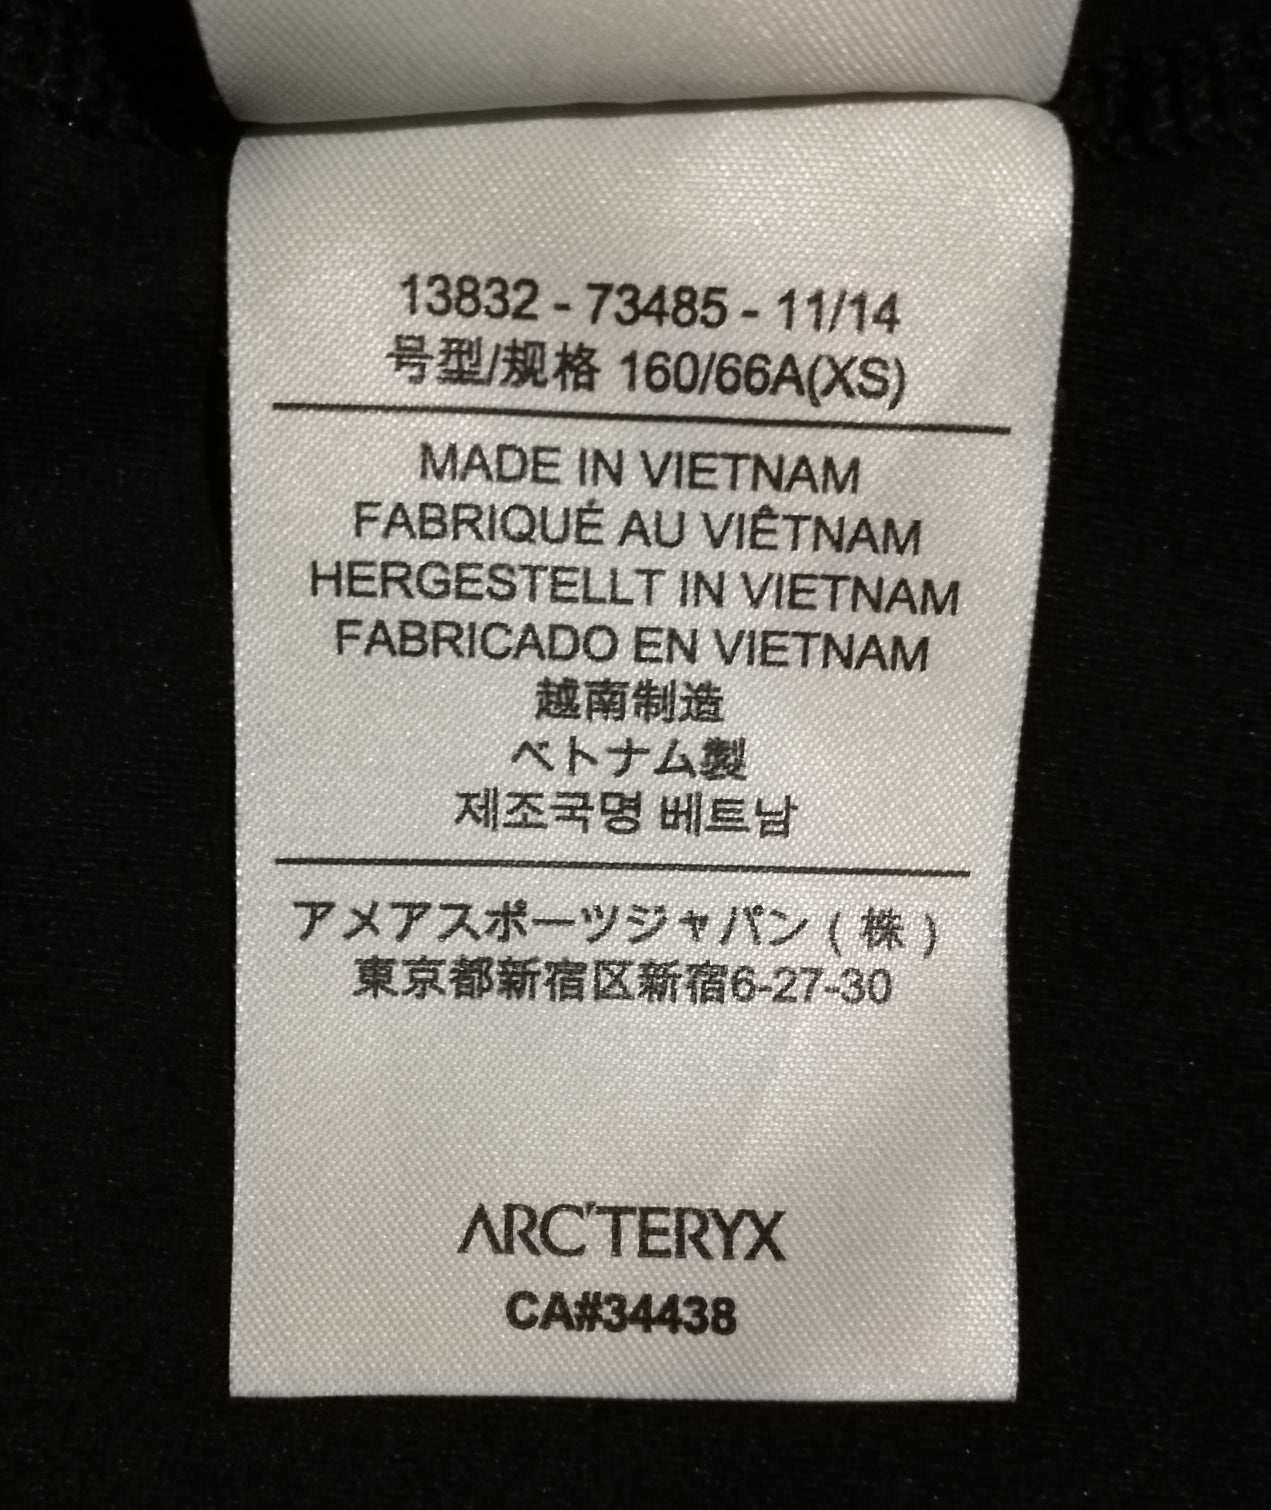 13832 - 73485 - 11/14
号型/规格 160/66A(XS)
MADE IN VIETNAM
FABRIQUÉ AU VIÊTNAM
HERGESTELLT IN VIETNAM
FABRICADO EN VIETNAM
越南制造
ベトナム製
제조국명 베트남
アメアスポーツジャパン ( 株 )
東京都新宿区新宿6-27-30
ARC'TERYX
CA#34438